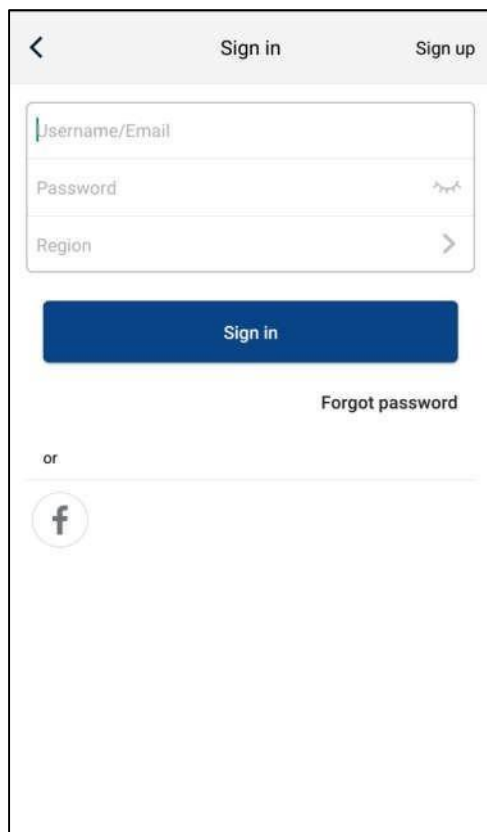 Sign in
Sign up
Username/Email
Password
Region
Sign in
Forgot password
or
f